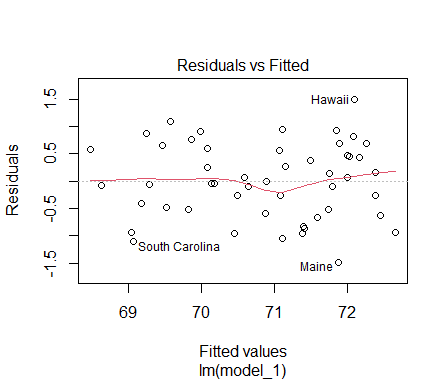 Residuals vs Fitted
Residuals
1.5
0.5
-0.5
-1.5
Hawaii
South Carolina
Maine
69 70 71 72
Fitted values
lm(model_1)